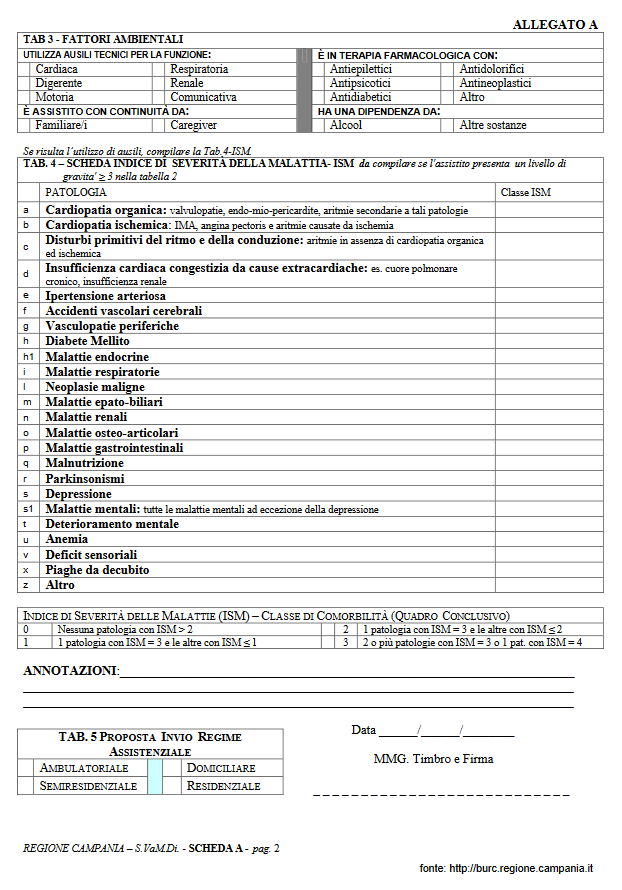 ALLEGATO A
TAB 3 - FATTORI AMBIENTALI
UTILIZZA AUSILI TECNICI PER LA FUNZIONE: È IN TERAPIA FARMACOLOGICA CON:
Cardiaca Respiratoria Antiepilettici Antidolorifici
Digerente Renale Antipsicotici Antineoplastici
Motoria Comunicativa Antidiabetici Altro
È ASSISTITO CON CONTINUITÀ DA: HA UNA DIPENDENZA DA:
Familiare/i Caregiver Alcool Altre sostanze
Se risulta l'utilizzo di ausili, compilare la Tab.4-ISM.
TAB. 4 – SCHEDA INDICE DI SEVERITÀ DELLA MALATTIA- ISM da compilare se l'assistito presenta un livello di
gravita' ≥ 3 nella tabella 2
PATOLOGIA Classe ISM
a Cardiopatia organica: valvulopatie, endo-mio-pericardite, aritmie secondarie a tali patologie
b Cardiopatia ischemica: IMA, angina pectoris e aritmie causate da ischemia
c Disturbi primitivi del ritmo e della conduzione: aritmie in assenza di cardiopatia organica
ed ischemica
d Insufficienza cardiaca congestizia da cause extracardiache: es. cuore polmonare
cronico, insufficienza renale
e Ipertensione arteriosa
f Accidenti vascolari cerebrali
g Vasculopatie periferiche
h Diabete Mellito
h1 Malattie endocrine
i Malattie respiratorie
l Neoplasie maligne
m Malattie epato-biliari
n Malattie renali
o Malattie osteo-articolari
p Malattie gastrointestinali
q Malnutrizione
r Parkinsonismi
s Depressione
s1 Malattie mentali: tutte le malattie mentali ad eccezione della depressione
t Deterioramento mentale
u Anemia
v Deficit sensoriali
x Piaghe da decubito
z Altro
INDICE DI SEVERITÀ DELLE MALATTIE (ISM) – CLASSE DI COMORBILITÀ (QUADRO CONCLUSIVO)
0 Nessuna patologia con ISM > 2 2 1 patologia con ISM = 3 e le altre con ISM ≤ 2
1 1 patologia con ISM = 3 e le altre con ISM ≤ 1 3 2 o più patologie con ISM = 3 o 1 pat. con ISM = 4
ANNOTAZIONI:
Data ______/______/________
TAB. 5 PROPOSTA INVIO REGIME
ASSISTENZIALE
MMG. Timbro e Firma
AMBULATORIALE DOMICILIARE
SEMIRESIDENZIALE RESIDENZIALE
REGIONE CAMPANIA – S.VaM.Di. - SCHEDA A - pag. 2
fonte: http://burc.regione.campania.it